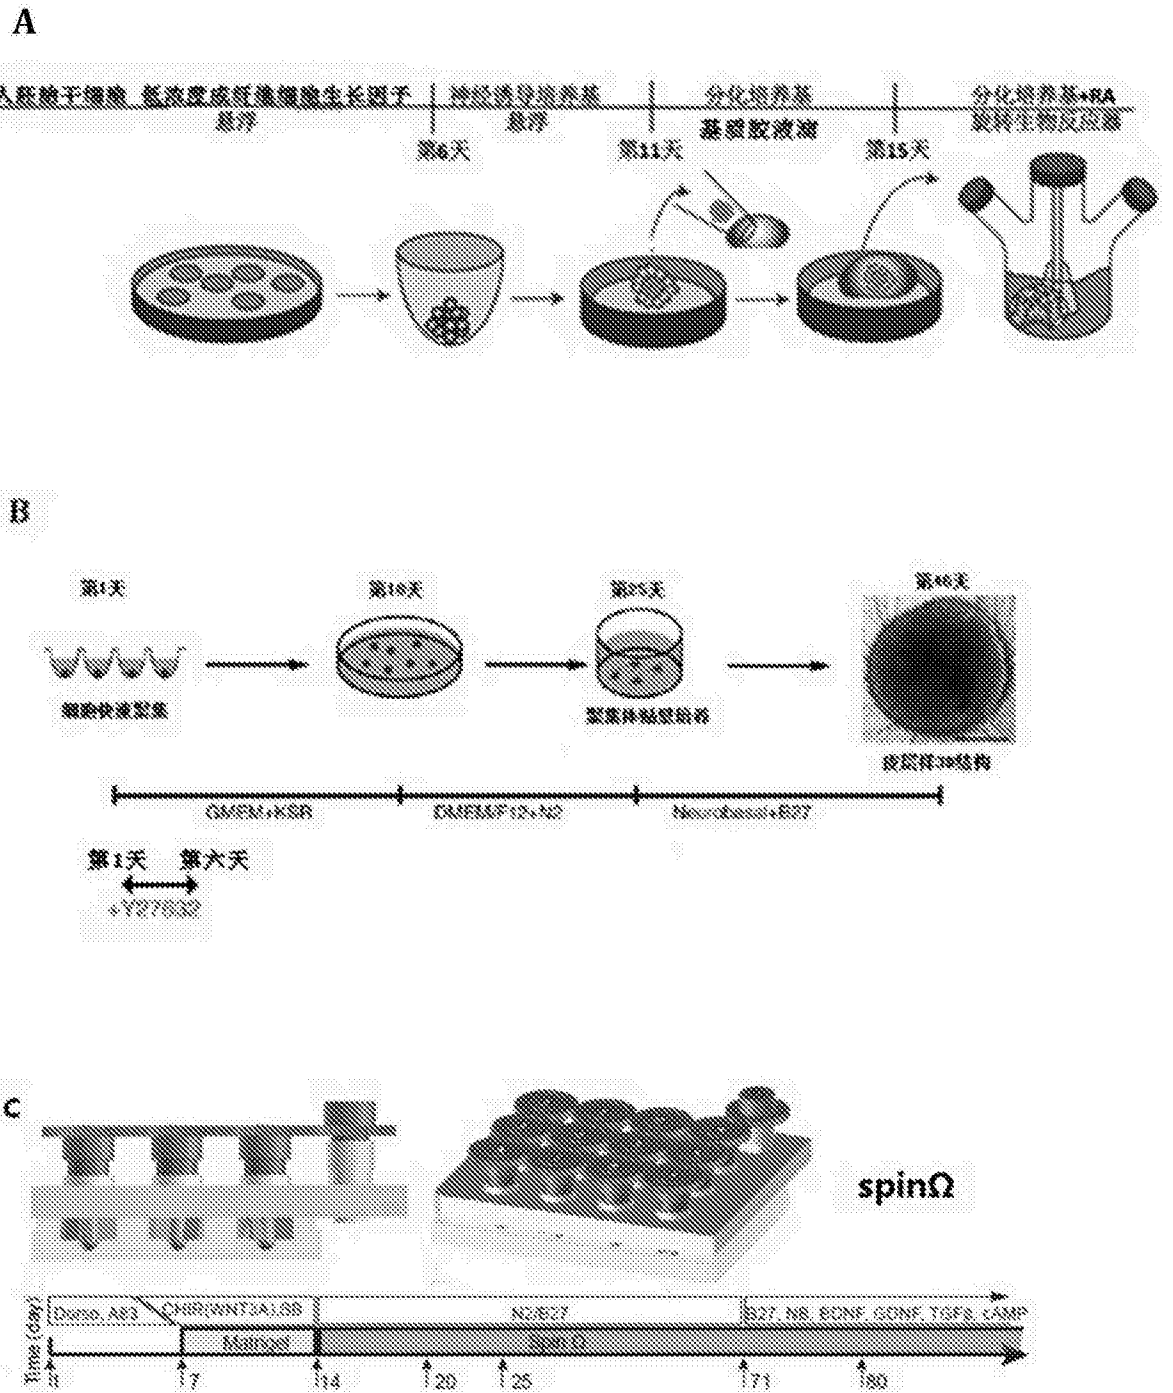 A
人胚胎干细胞 低浓度成纤维细胞生长因子
悬浮
神经诱导培养基
悬浮
分化培养基
基质胶液滴
分化培养基+RA
旋转生物反应器
第6天
第11天
第15天
B
第1天
第10天
第25天
第40天
细胞快速聚集
聚集体贴壁培养
皮层样3D结构
GMEM+KSR
DMEM/F12+N2
Neurobasal+B27
第1天 第六天
+Y27632
C
spinΩ
Time (day)
Dorso, A83
CHIR(WNT3A),SB
N2/B27
B27, NB, BDNF, GDNF, TGFβ, cAMP
Matrigel
Spin Ω
1 7 14 20 25 71 80